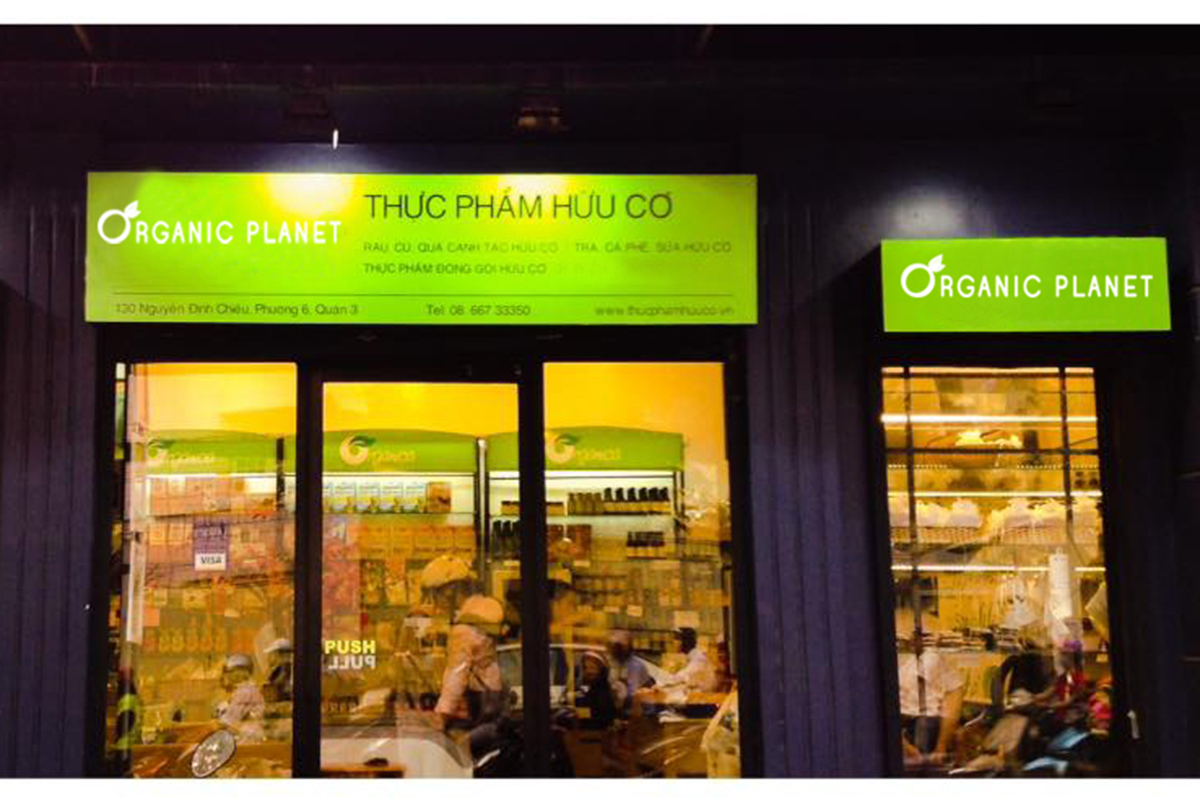 ORGANIC PLANET
THỰC PHẨM HỮU CƠ
RAU, CỦ, QUẢ CANH TÁC HỮU CƠ / TRÀ, CÀ PHÊ, SỮA HỮU CƠ
THỰC PHẨM ĐÓNG GÓI HỮU CƠ
130 Nguyễn Đình Chiểu, Phường 6, Quận 3
Tel: 08 667 33350
www.thucphamhuuco.vn
ORGANIC PLANET
VISA
PUSH
PULL